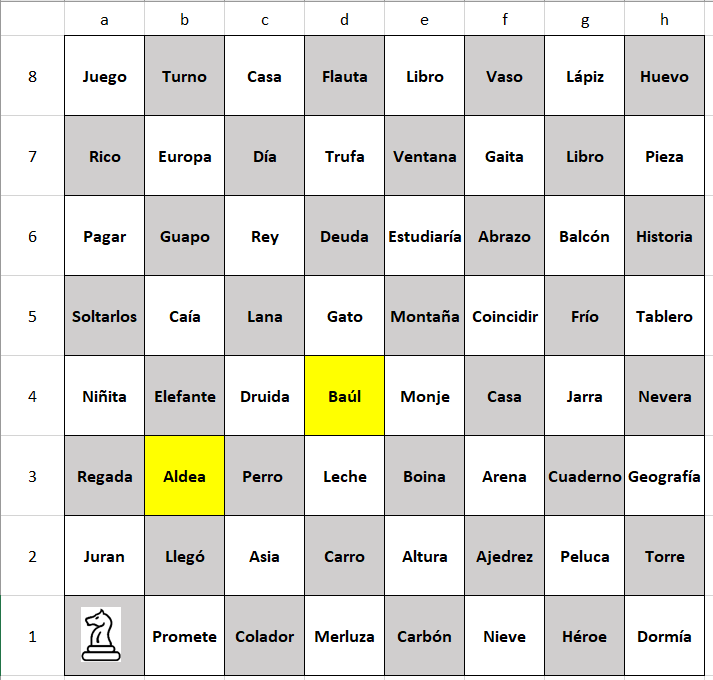 a b c d e f g h
8 Juego Turno Casa Flauta Libro Vaso Lápiz Huevo
7 Rico Europa Día Trufa Ventana Gaita Libro Pieza
6 Pagar Guapo Rey Deuda Estudiaría Abrazo Balcón Historia
5 Soltarlos Caía Lana Gato Montaña Coincidir Frío Tablero
4 Niñita Elefante Druida Baúl Monje Casa Jarra Nevera
3 Regada Aldea Perro Leche Boina Arena Cuaderno Geografía
2 Juran Llegó Asia Carro Altura Ajedrez Peluca Torre
1 Promete Colador Merluza Carbón Nieve Héroe Dormía